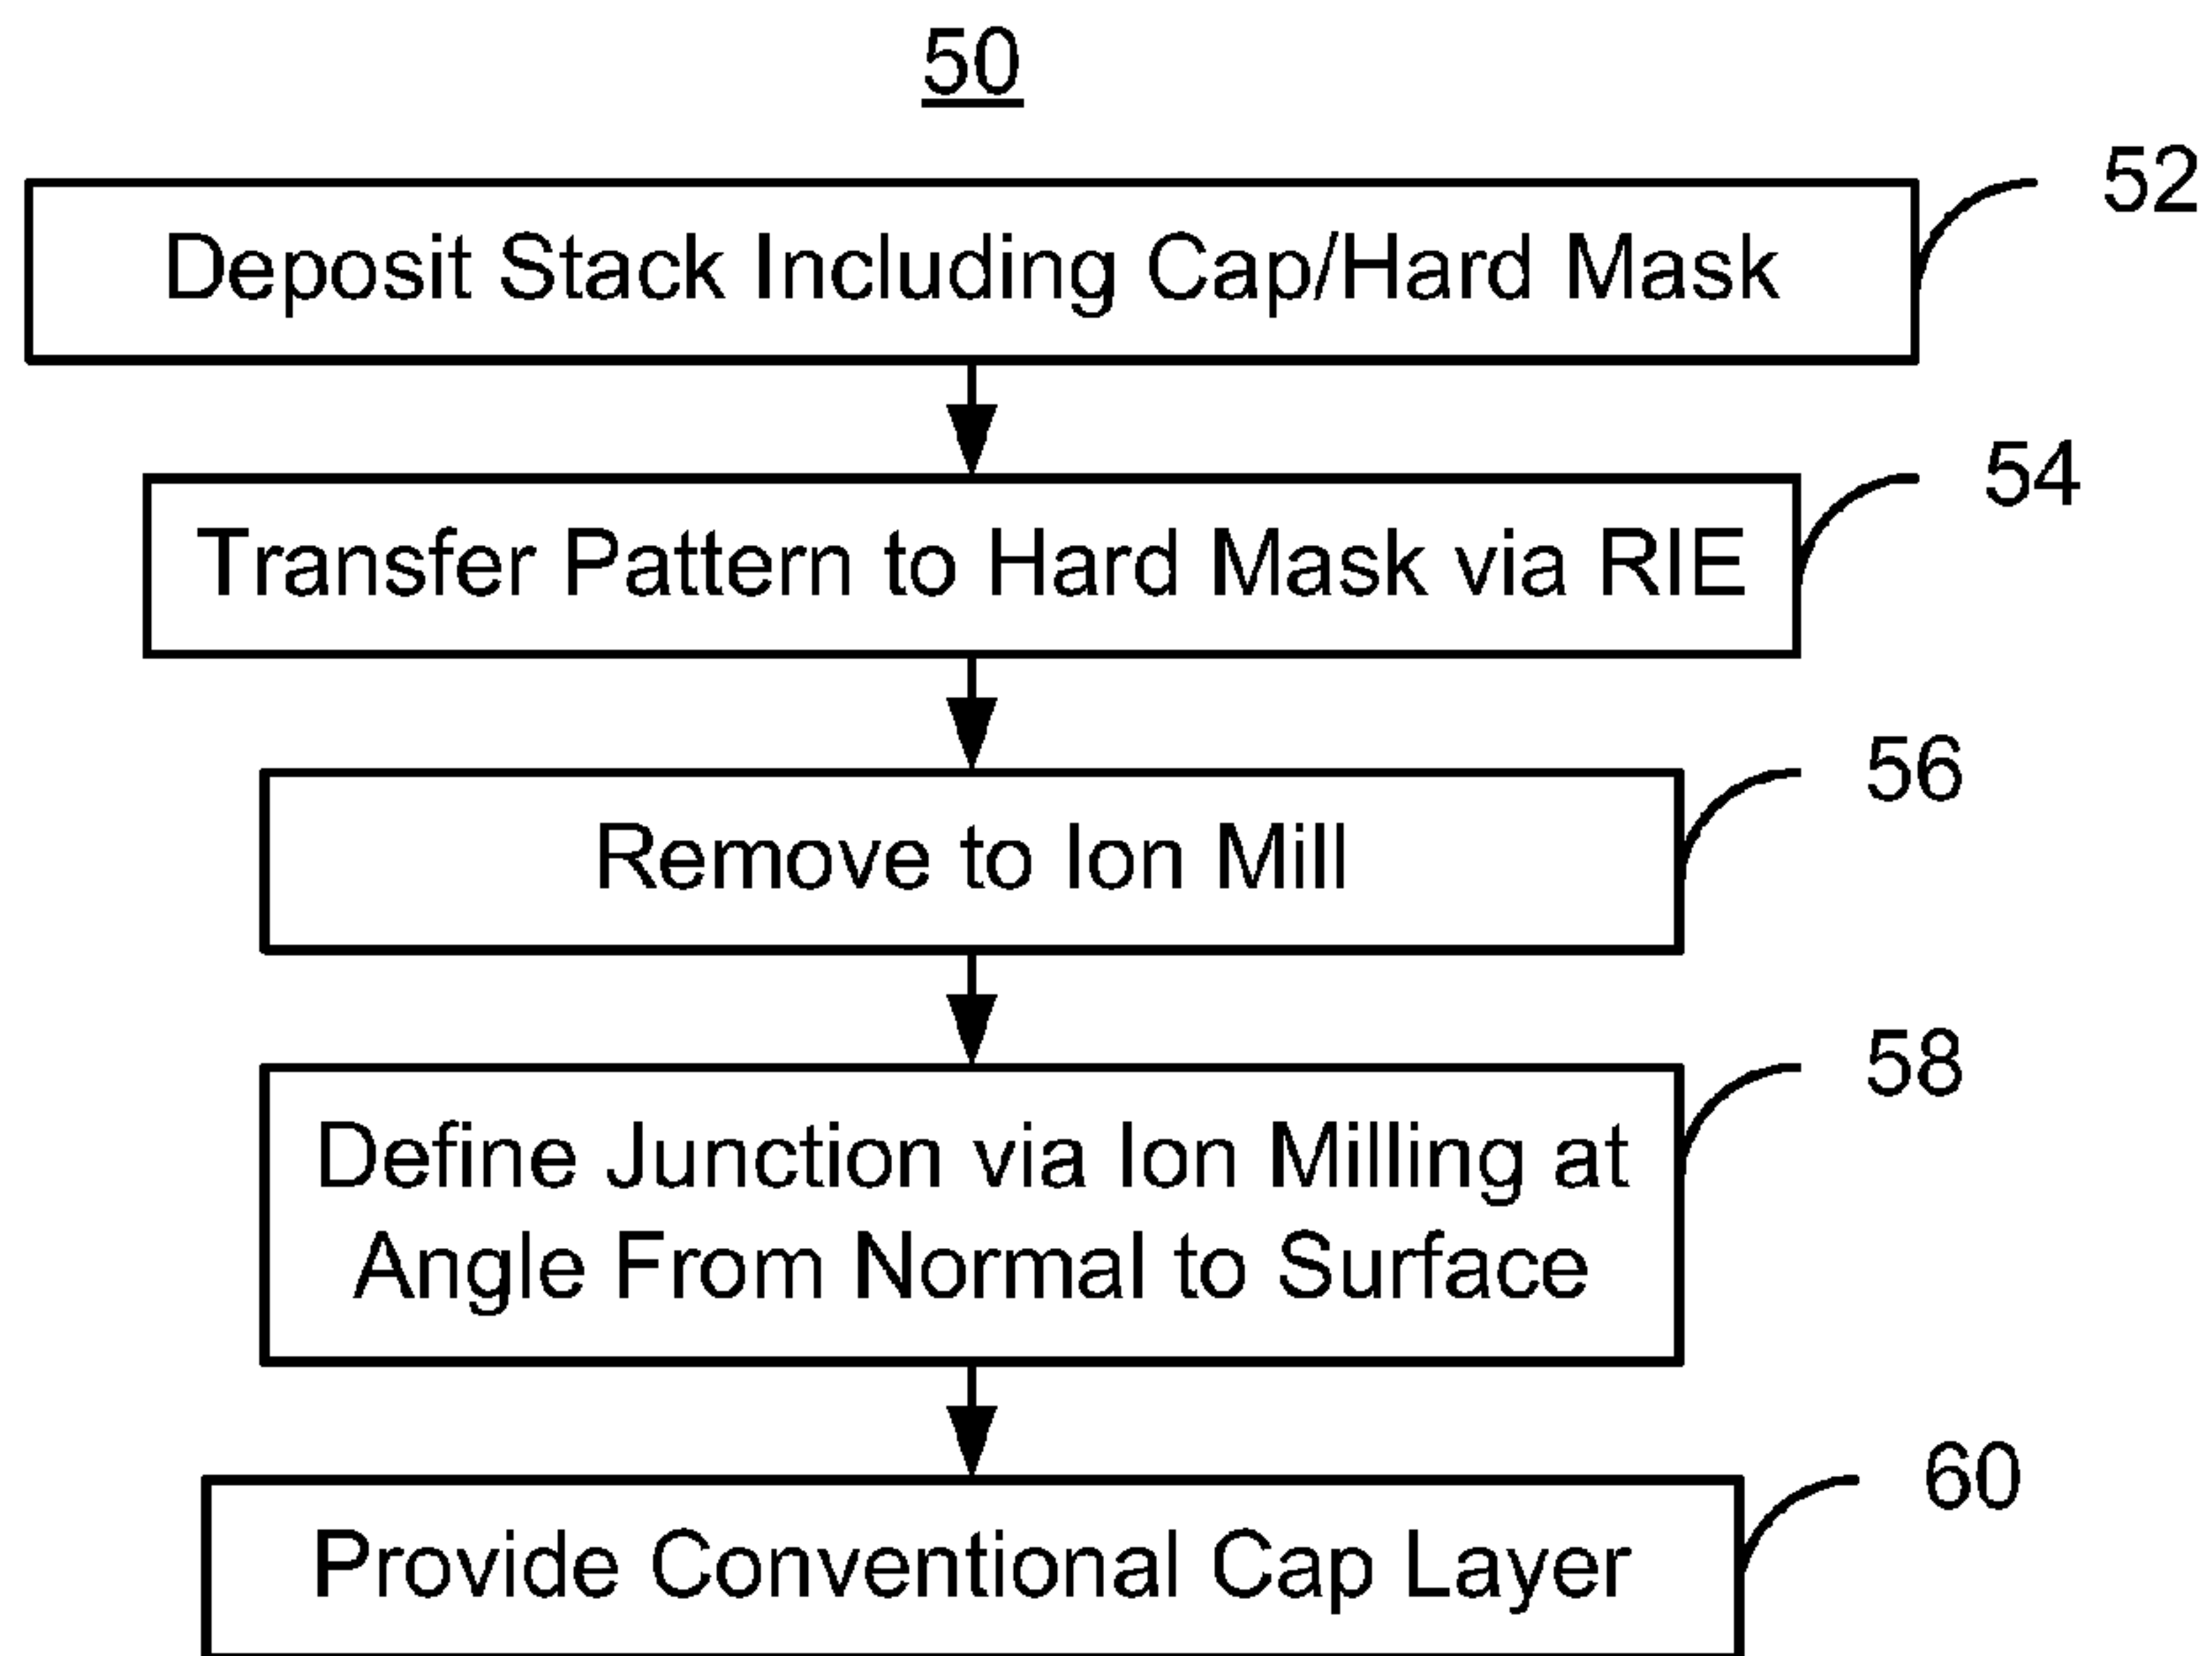 50
52
Deposit Stack Including Cap/Hard Mask
54
Transfer Pattern to Hard Mask via RIE
56
Remove to Ion Mill
58
Define Junction via Ion Milling at
Angle From Normal to Surface
60
Provide Conventional Cap Layer